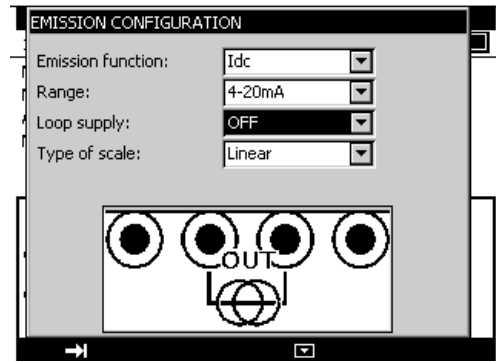 EMISSION CONFIGURATION
Emission function: Idc
Range: 4-20mA
Loop supply: OFF
Type of scale: Linear
OUT